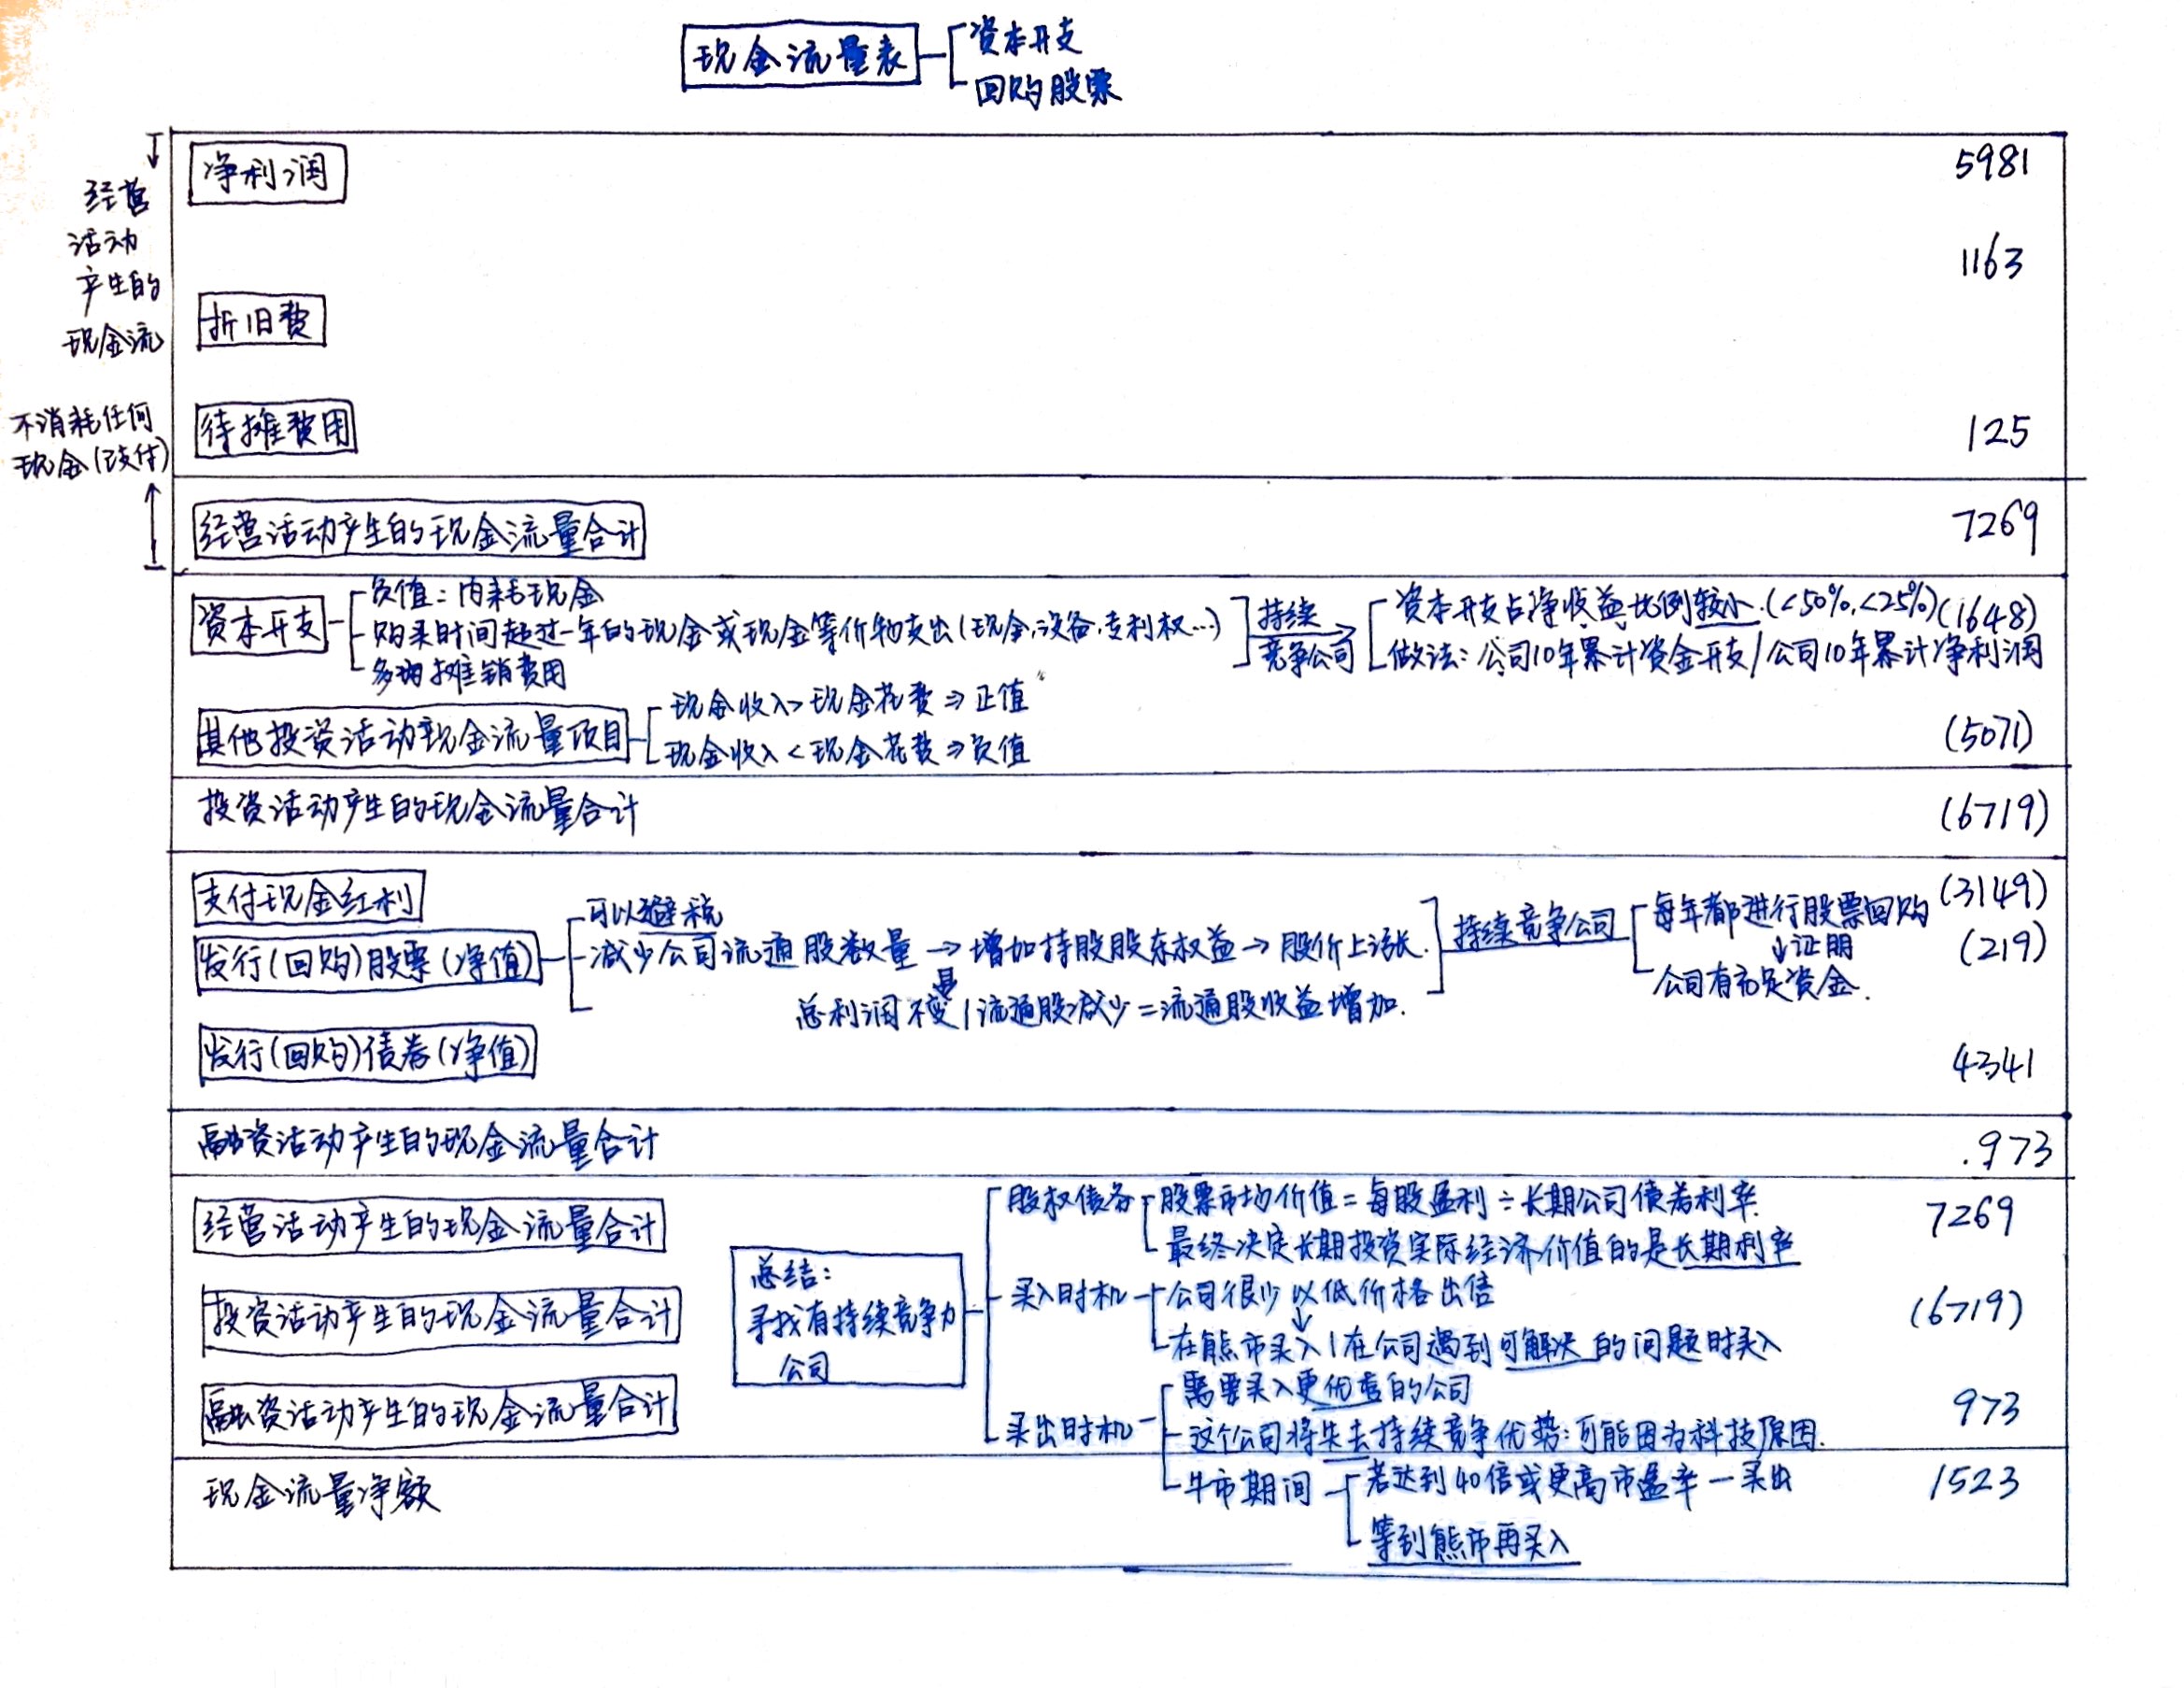 现金流量表
资本开支
回购股票
经营
活动
产生的
现金流
不消耗任何
现金(已支付)
净利润 5981
1163
折旧费
待摊费用 125
经营活动产生的现金流量合计 7269
资本开支
负值：内耗现金
购买时间超过一年的现金或现金等价物支出(现金,设备,专利权…)
多期摊销费用
持续
竞争公司
资本开支占净收益比例较小.(<50%,<25%) (1648)
做法：公司10年累计资金开支/公司10年累计净利润
其他投资活动现金流量项目 (5071)
现金收入>现金花费⇒正值
现金收入<现金花费⇒负值
投资活动产生的现金流量合计 (6719)
支付现金红利 (3149)
发行(回购)股票(净值) (219)
可以避税
减少公司流通股数量→增加持股股东权益→股价上涨.
总利润不变/流通股减少=流通股收益增加.
是
持续竞争公司
每年都进行股票回购
↓证明
公司有充足资金.
发行(回购)债券(净值) 4341
融资活动产生的现金流量合计 .973
经营活动产生的现金流量合计 7269
投资活动产生的现金流量合计 (6719)
融资活动产生的现金流量合计 973
总结：
寻找有持续竞争力
公司
股权债券
股票市场价值=每股盈利÷长期公司债券利率.
最终决定长期投资实际经济价值的是长期利率
买入时机
公司很少以低价格出售
↓
在熊市买入/在公司遇到可解决的问题时买入
买出时机
需要买入更优秀的公司
这个公司将失去持续竞争优势：可能因为科技原因.
牛市期间
若达到40倍或更高市盈率—买出
等到熊市再买入
现金流量净额 1523